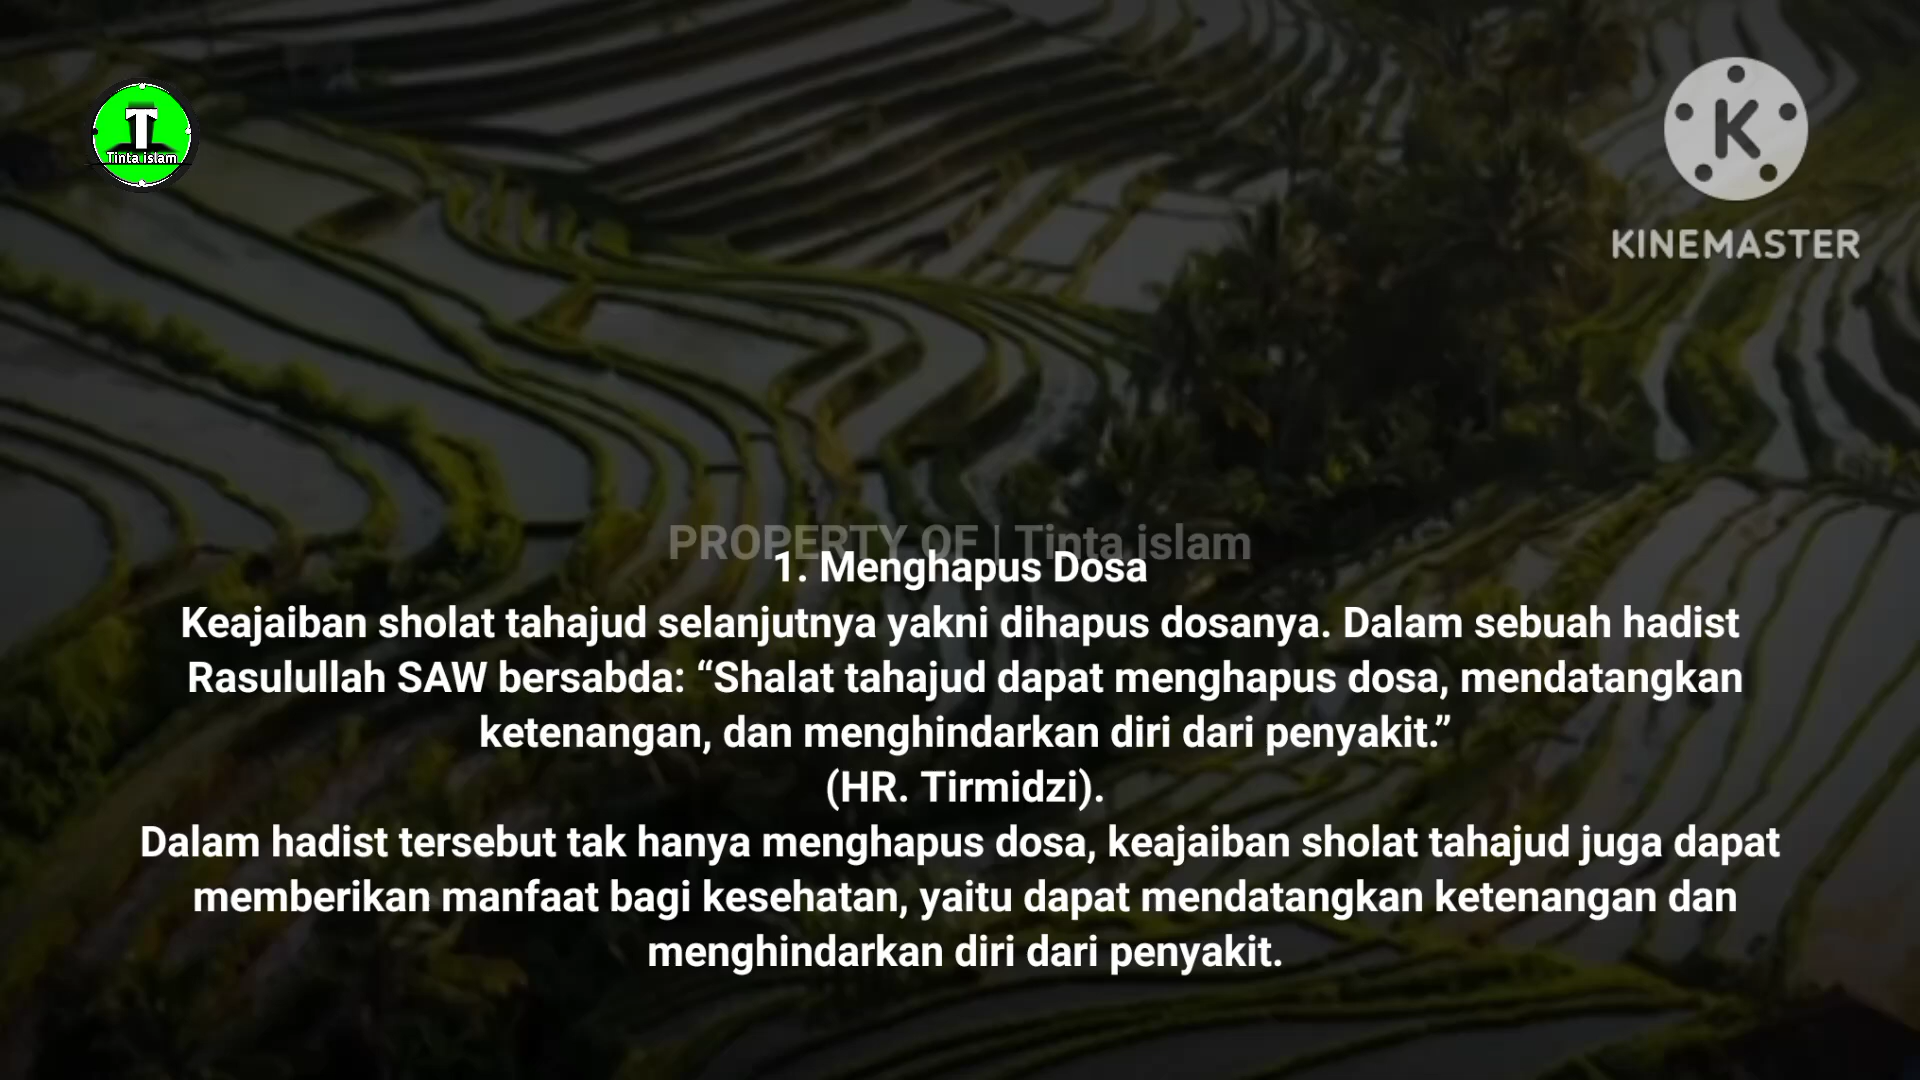 T
Tinta islam
K
KINEMASTER
PROPERTY OF | Tinta islam
1. Menghapus Dosa
Keajaiban sholat tahajud selanjutnya yakni dihapus dosanya. Dalam sebuah hadist
Rasulullah SAW bersabda: “Shalat tahajud dapat menghapus dosa, mendatangkan
ketenangan, dan menghindarkan diri dari penyakit.”
(HR. Tirmidzi).
Dalam hadist tersebut tak hanya menghapus dosa, keajaiban sholat tahajud juga dapat
memberikan manfaat bagi kesehatan, yaitu dapat mendatangkan ketenangan dan
menghindarkan diri dari penyakit.